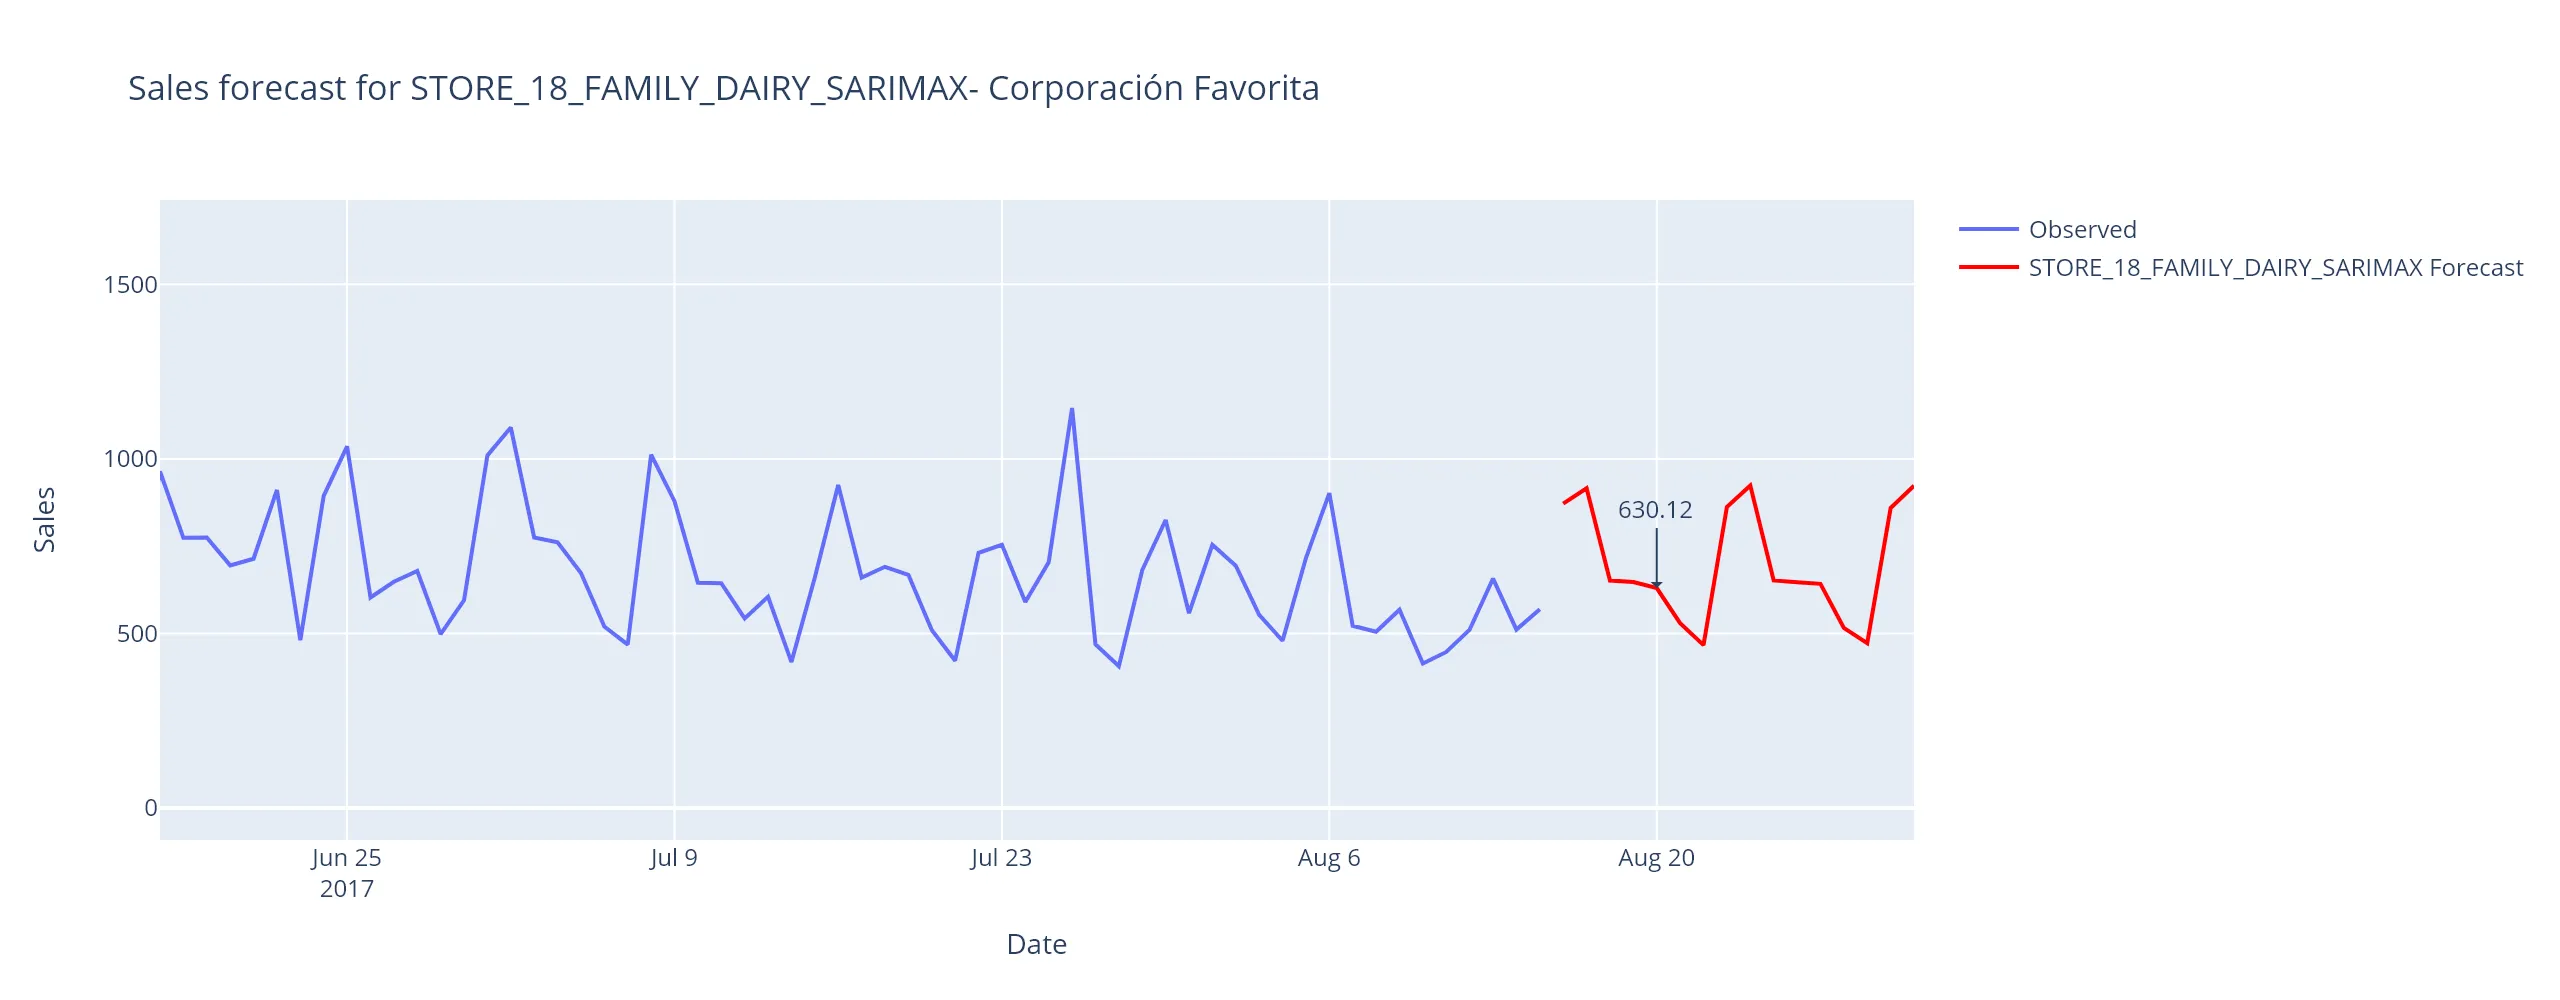 Sales forecast for STORE_18_FAMILY_DAIRY_SARIMAX- Corporación Favorita
Observed
STORE_18_FAMILY_DAIRY_SARIMAX Forecast
1500
1000
500
0
Sales
630.12
Jun 25
2017
Jul 9
Jul 23
Aug 6
Aug 20
Date